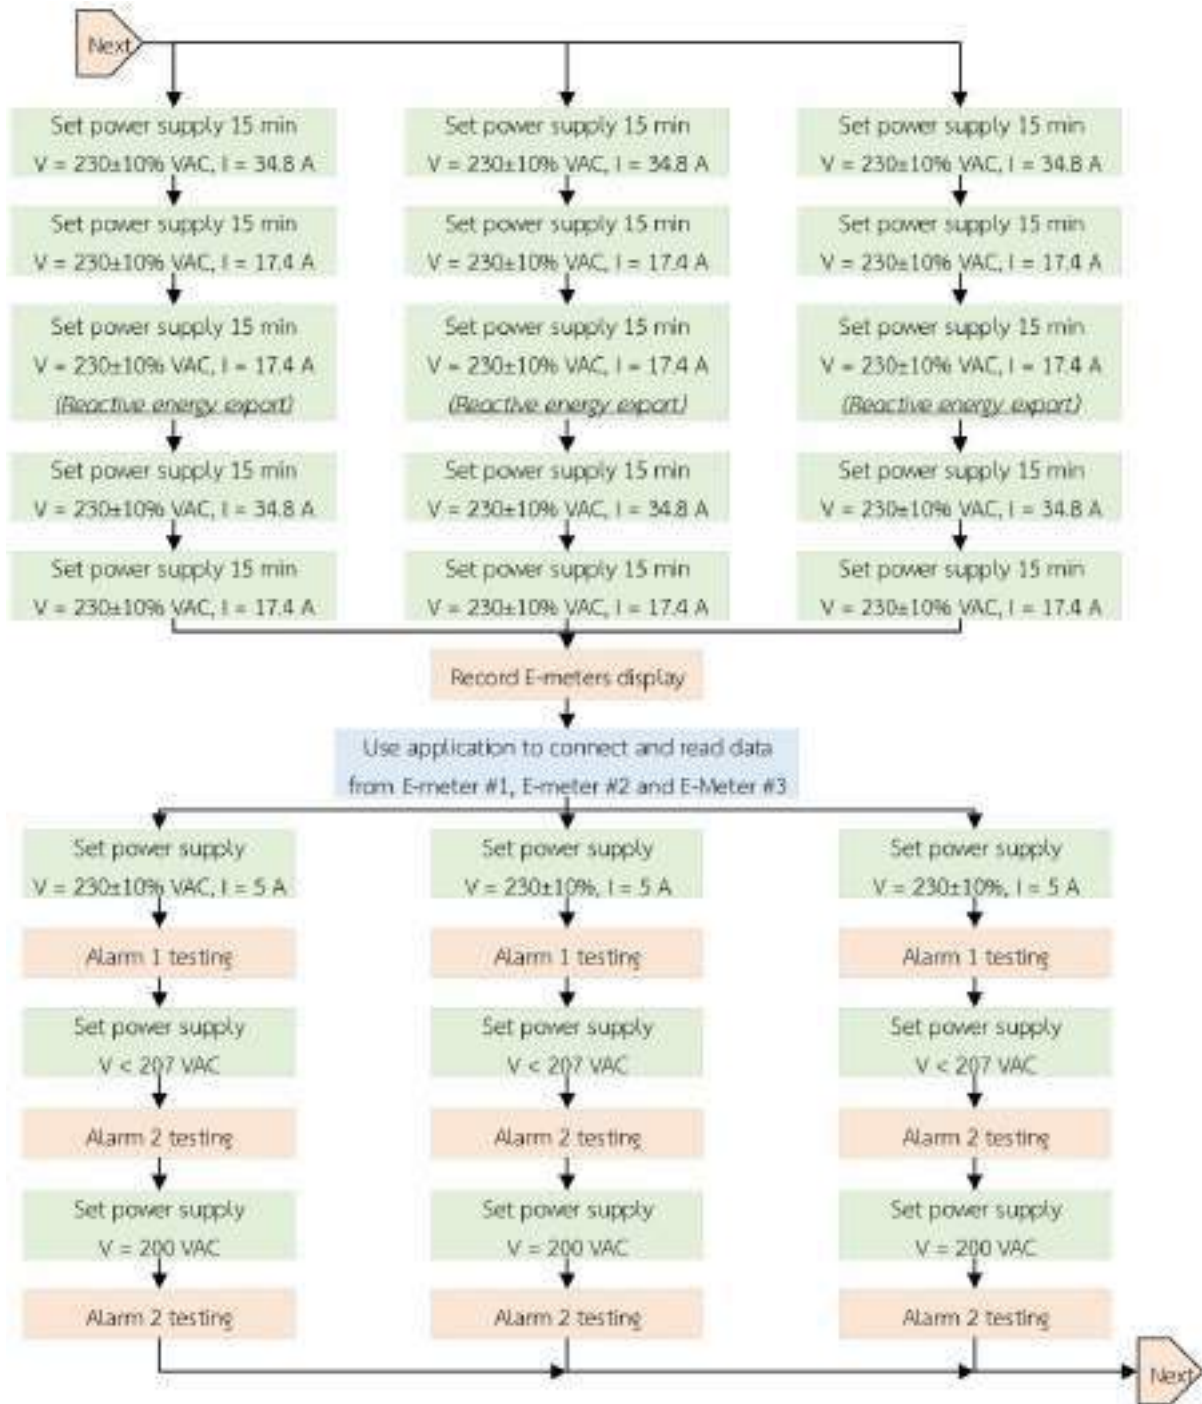 Next
Set power supply 15 min
V = 230±10% VAC, I = 34.8 A
Set power supply 15 min
V = 230±10% VAC, I = 17.4 A
Set power supply 15 min
V = 230±10% VAC, I = 17.4 A
(Reactive energy export)
Set power supply 15 min
V = 230±10% VAC, I = 34.8 A
Set power supply 15 min
V = 230±10% VAC, I = 17.4 A
Set power supply 15 min
V = 230±10% VAC, I = 34.8 A
Set power supply 15 min
V = 230±10% VAC, I = 17.4 A
Set power supply 15 min
V = 230±10% VAC, I = 17.4 A
(Reactive energy export)
Set power supply 15 min
V = 230±10% VAC, I = 34.8 A
Set power supply 15 min
V = 230±10% VAC, I = 17.4 A
Set power supply 15 min
V = 230±10% VAC, I = 34.8 A
Set power supply 15 min
V = 230±10% VAC, I = 17.4 A
Set power supply 15 min
V = 230±10% VAC, I = 17.4 A
(Reactive energy export)
Set power supply 15 min
V = 230±10% VAC, I = 34.8 A
Set power supply 15 min
V = 230±10% VAC, I = 17.4 A
Record E-meters display
Use application to connect and read data
from E-meter #1, E-meter #2 and E-Meter #3
Set power supply
V = 230±10% VAC, I = 5 A
Alarm 1 testing
Set power supply
V < 207 VAC
Alarm 2 testing
Set power supply
V = 200 VAC
Alarm 2 testing
Set power supply
V = 230±10%, I = 5 A
Alarm 1 testing
Set power supply
V < 207 VAC
Alarm 2 testing
Set power supply
V = 200 VAC
Alarm 2 testing
Set power supply
V = 230±10%, I = 5 A
Alarm 1 testing
Set power supply
V < 207 VAC
Alarm 2 testing
Set power supply
V = 200 VAC
Alarm 2 testing
Next